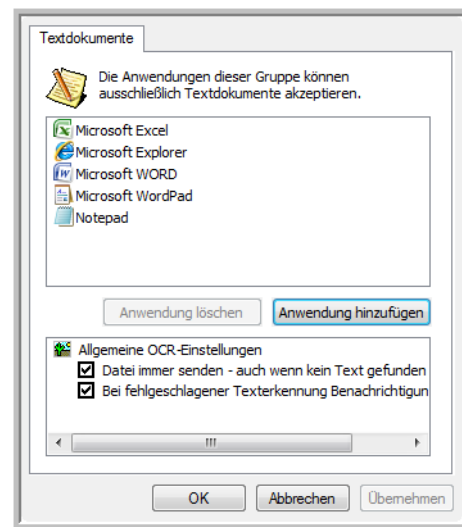 Textdokumente
Die Anwendungen dieser Gruppe können
ausschließlich Textdokumente akzeptieren.
Microsoft Excel
Microsoft Explorer
Microsoft WORD
Microsoft WordPad
Notepad
Anwendung löschen
Anwendung hinzufügen
Allgemeine OCR-Einstellungen
Datei immer senden - auch wenn kein Text gefunden
Bei fehlgeschlagener Texterkennung Benachrichtigun
OK
Abbrechen
Übernehmen